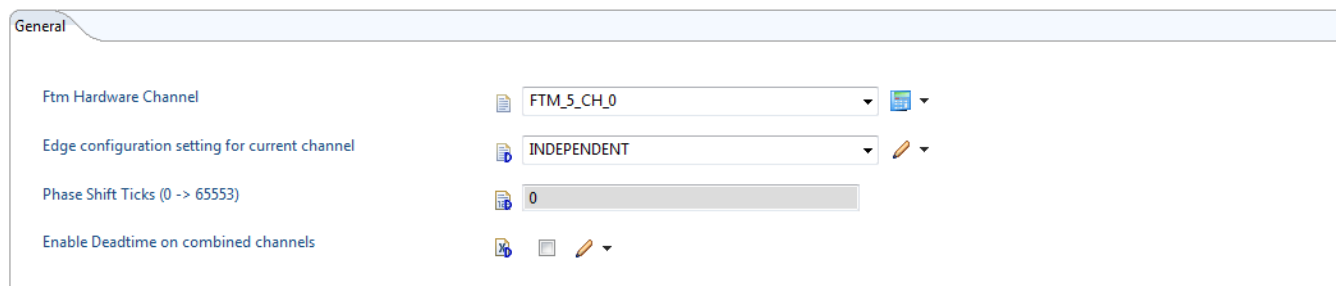 General
Ftm Hardware Channel FTM_5_CH_0
Edge configuration setting for current channel INDEPENDENT
Phase Shift Ticks (0 -> 65553) 0
Enable Deadtime on combined channels